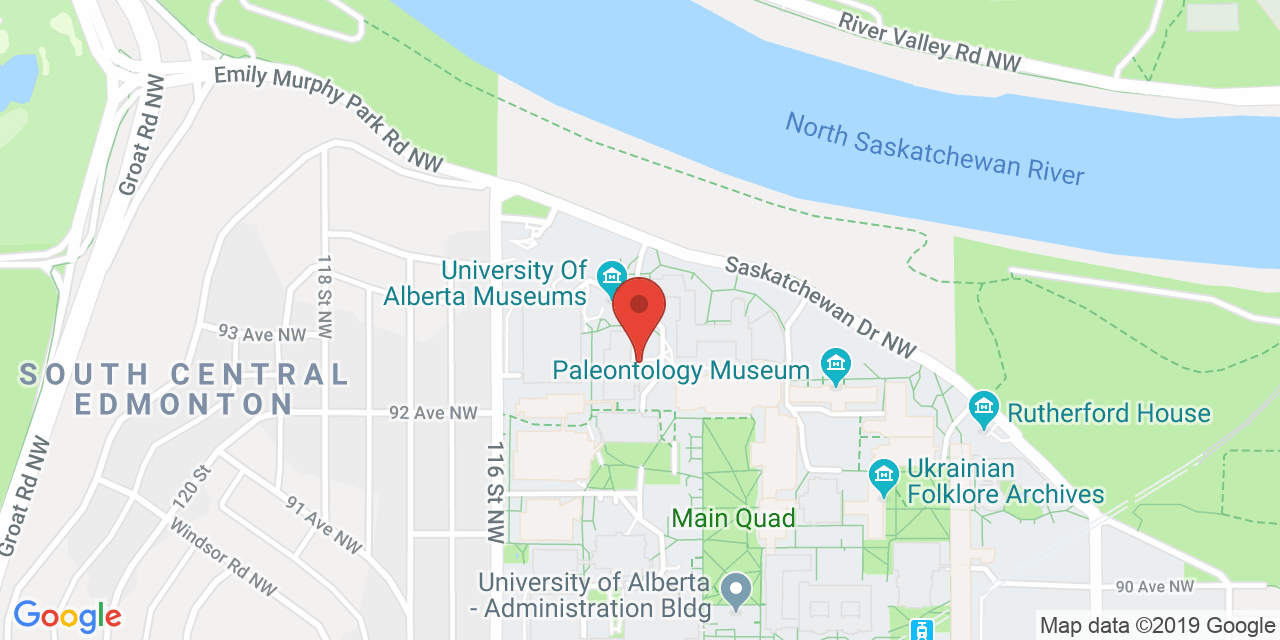 River Valley Rd NW
Emily Murphy Park Rd NW
Groat Rd NW
North Saskatchewan River
118 St NW
University Of
Alberta Museums
Saskatchewan Dr NW
93 Ave NW
Paleontology Museum
SOUTH CENTRAL
EDMONTON
92 Ave NW
Rutherford House
116 St NW
Groat Rd NW
120 St
Ukrainian
Folklore Archives
91 Ave NW
Main Quad
Windsor Rd NW
University of Alberta
- Administration Bldg
90 Ave NW
Google
Map data ©2019 Google